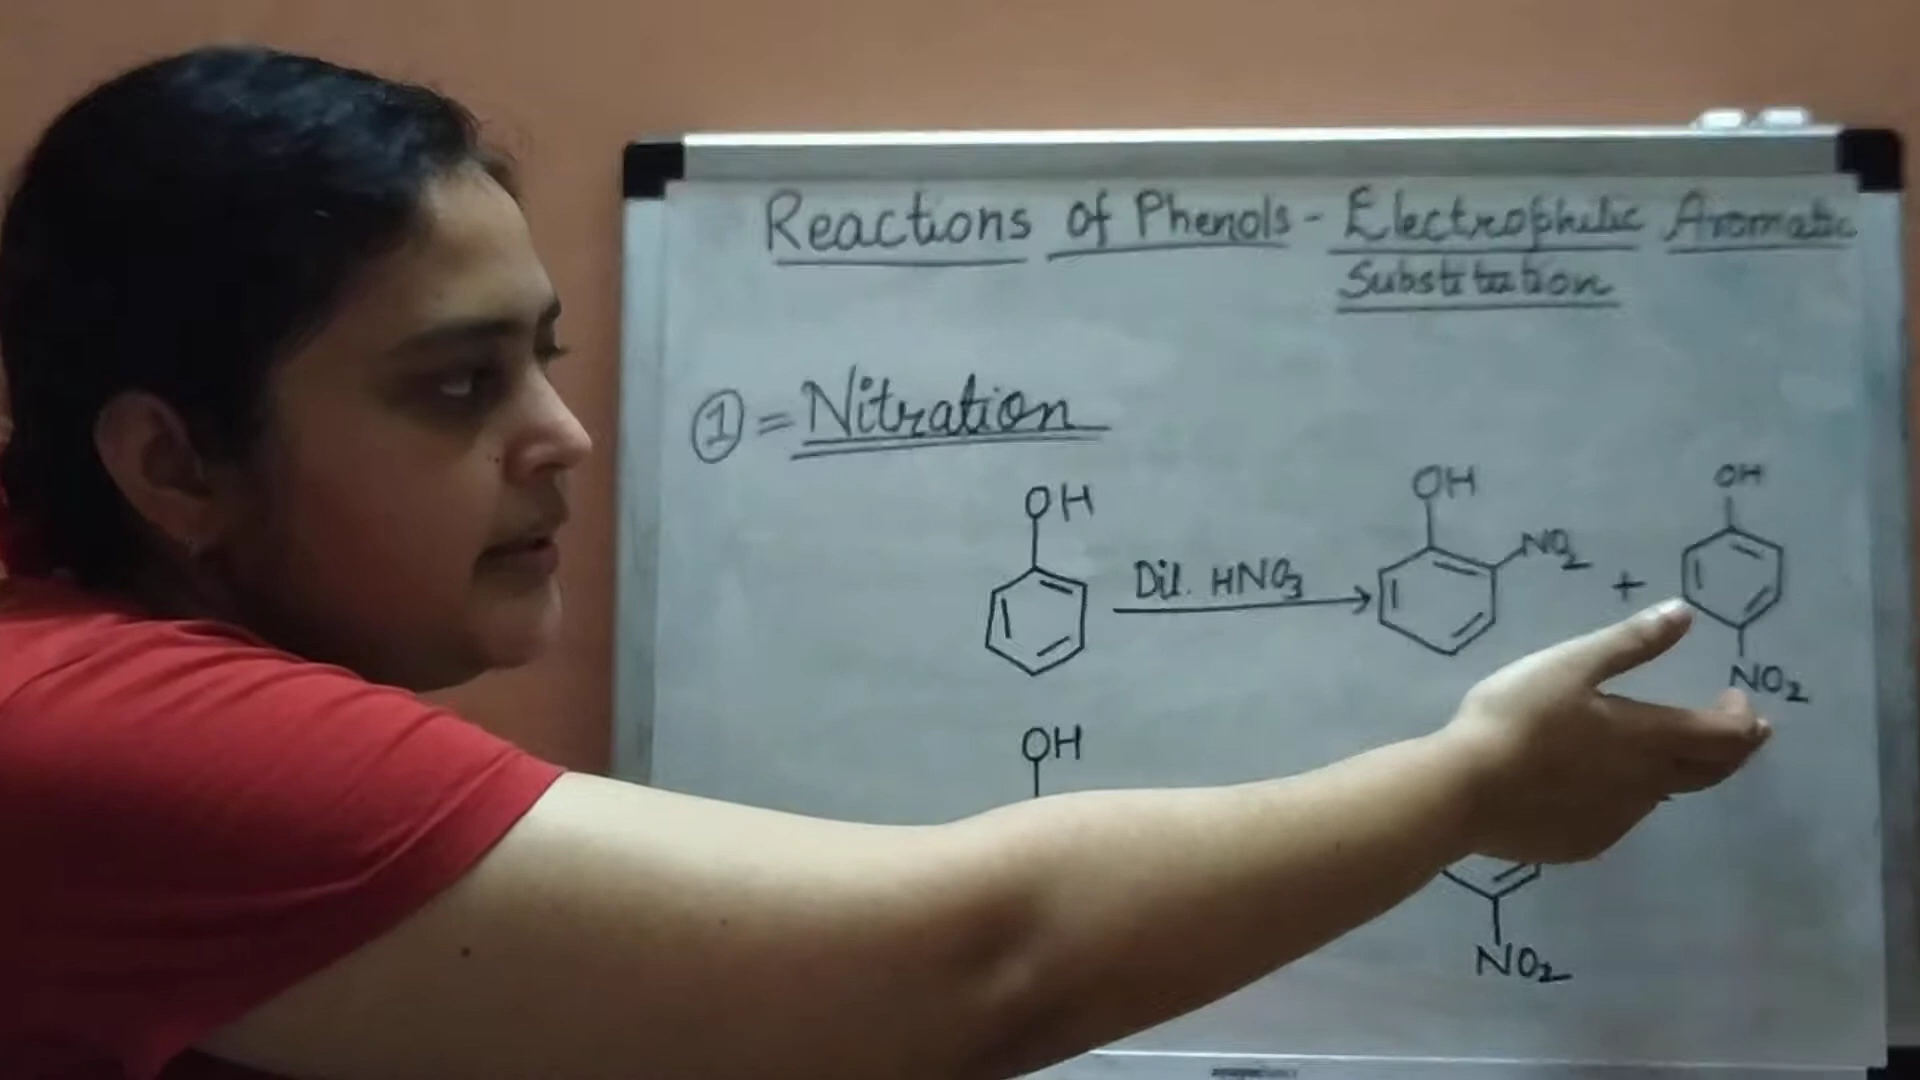 Reactions of Phenols - Electrophilic Aromatic
Substitution
① = Nitration
OH
Dil. HNO₃
OH
NO₂
+
OH
NO₂
OH
NO₂